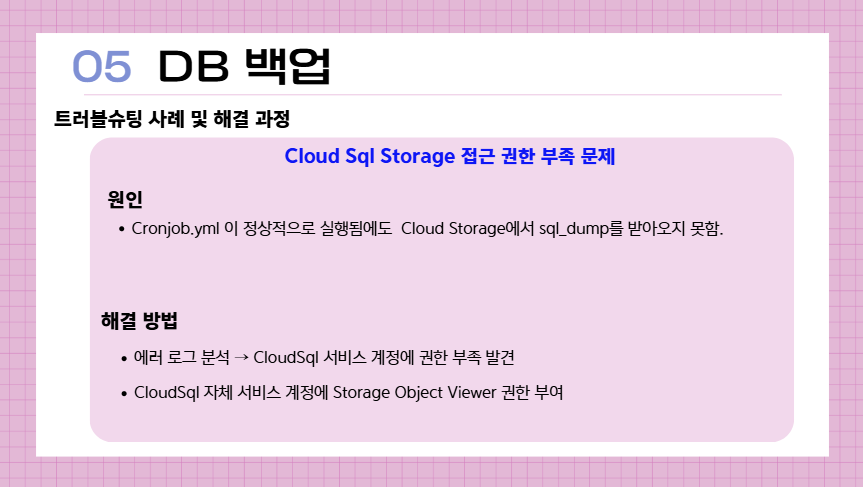 05 DB 백업
트러블슈팅 사례 및 해결 과정
Cloud Sql Storage 접근 권한 부족 문제
원인
• Cronjob.yml 이 정상적으로 실행됨에도 Cloud Storage에서 sql_dump를 받아오지 못함.
해결 방법
• 에러 로그 분석 → CloudSql 서비스 계정에 권한 부족 발견
• CloudSql 자체 서비스 계정에 Storage Object Viewer 권한 부여